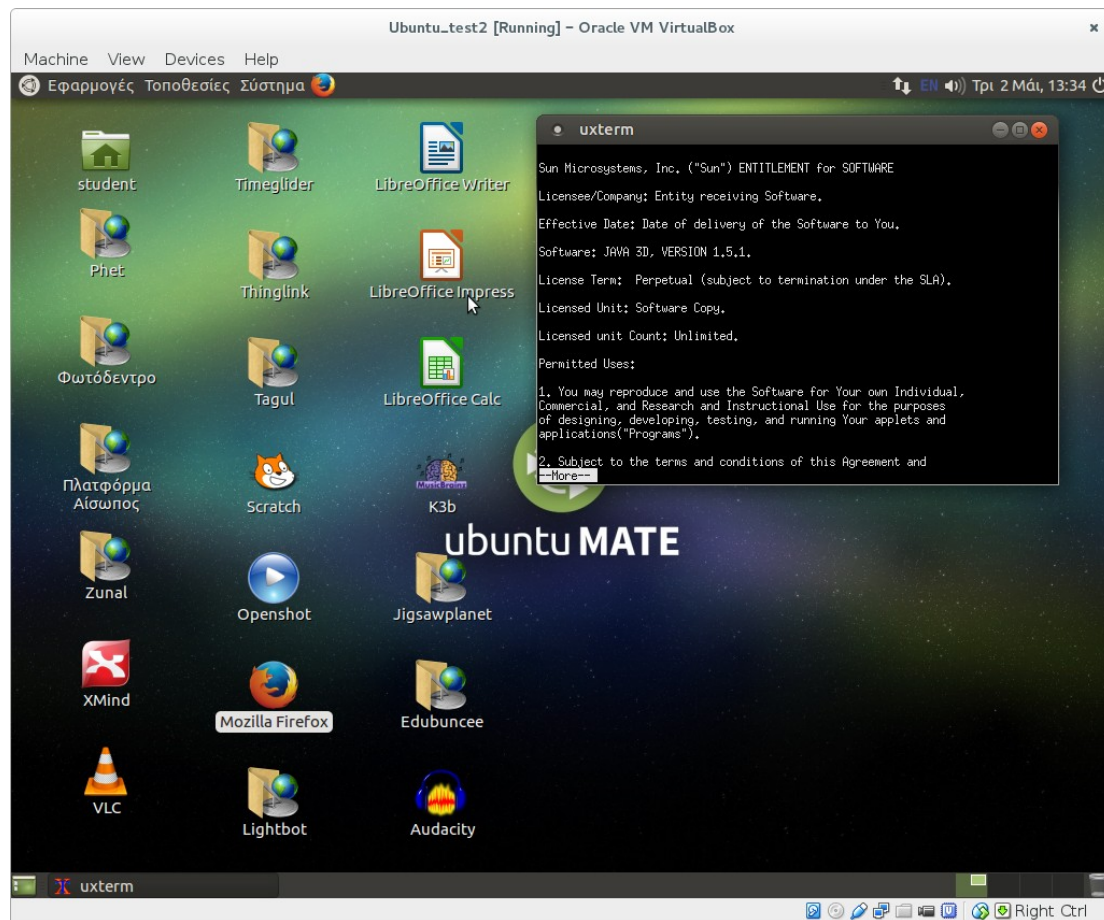 Ubuntu_test2 [Running] - Oracle VM VirtualBox
Machine View Devices Help
Εφαρμογές Τοποθεσίες Σύστημα
EN Τρι 2 Μάι, 13:34
student
Timeglider
LibreOffice Writer
Phet
Thinglink
LibreOffice Impress
Φωτόδεντρο
Tagul
LibreOffice Calc
Πλατφόρμα
Αίσωπος
Scratch
MusicBrainz
K3b
Zunal
Openshot
Jigsawplanet
XMind
Mozilla Firefox
Edubuncee
VLC
Lightbot
Audacity
ubuntu MATE
uxterm
Sun Microsystems, Inc. ("Sun") ENTITLEMENT for SOFTWARE
Licensee/Company: Entity receiving Software.
Effective Date: Date of delivery of the Software to You.
Software: JAVA 3D, VERSION 1.5.1.
License Term:  Perpetual (subject to termination under the SLA).
Licensed Unit: Software Copy.
Licensed unit Count: Unlimited.
Permitted Uses:
1. You may reproduce and use the Software for Your own Individual,
Commercial, and Research and Instructional Use for the purposes
of designing, developing, testing, and running Your applets and
applications("Programs").
2. Subject to the terms and conditions of this Agreement and
--More--
uxterm
Right Ctrl